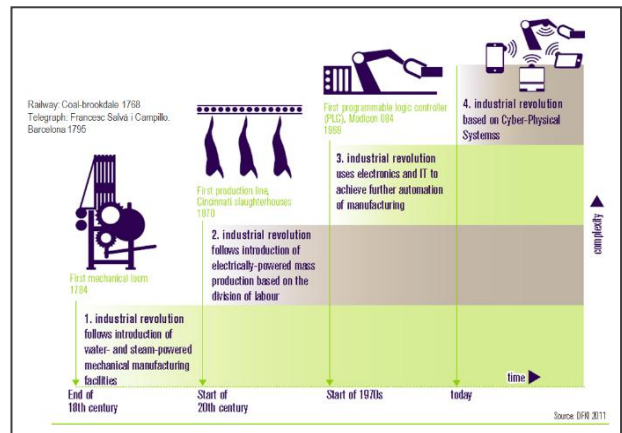 Railway: Coal-brookdale 1768
Telegraph: Francesc Salvá i Campillo.
Barcelona 1795
First mechanical loom
1784
1. industrial revolution
follows introduction of
water- and steam-powered
mechanical manufacturing
facilities
End of
18th century
First production line,
Cincinnati slaughterhouses
1870
2. industrial revolution
follows introduction of
electrically-powered mass
production based on the
division of labour
Start of
20th century
First programmable logic controller
(PLC), Modicon 084
1969
3. industrial revolution
uses electronics and IT to
achieve further automation
of manufacturing
Start of 1970s
4. industrial revolution
based on Cyber-Physical
Systemss
today
time
complexity
Source: DFKI 2011